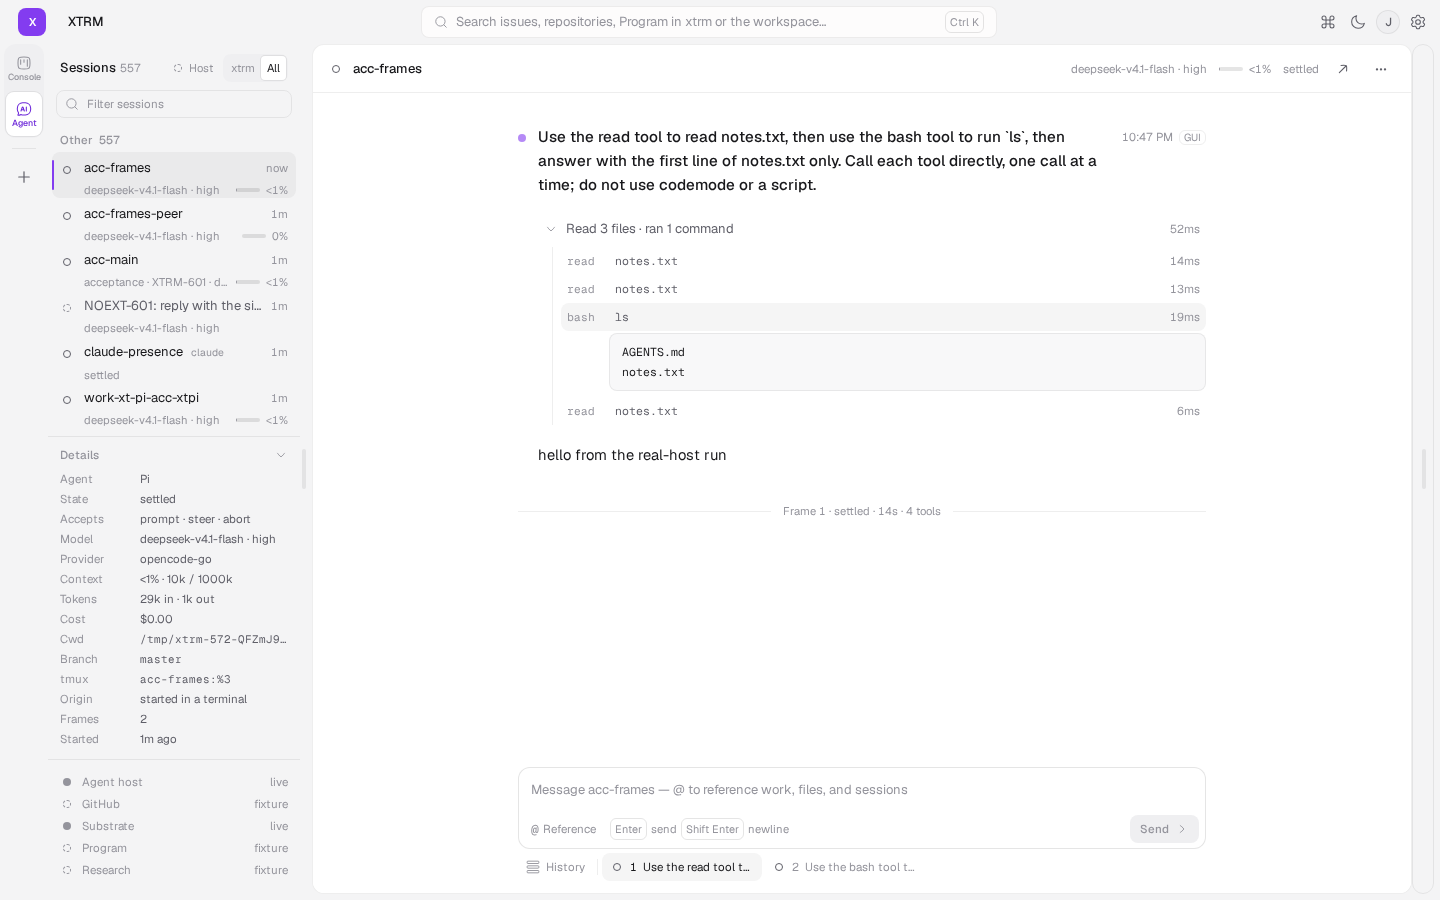 X
XTRM
Search issues, repositories, Program in xtrm or the workspace...
Ctrl K
J
Console
AI
Agent
Sessions 557
Host
xtrm
All
Filter sessions
Other 557
acc-frames now
deepseek-v4.1-flash · high <1%
acc-frames-peer 1m
deepseek-v4.1-flash · high 0%
acc-main 1m
acceptance · XTRM-601 · d... <1%
NOEXT-601: reply with the si... 1m
deepseek-v4.1-flash · high
claude-presence claude 1m
settled
work-xt-pi-acc-xtpi 1m
deepseek-v4.1-flash · high <1%
Details
Agent Pi
State settled
Accepts prompt · steer · abort
Model deepseek-v4.1-flash · high
Provider opencode-go
Context <1% · 10k / 1000k
Tokens 29k in · 1k out
Cost $0.00
Cwd /tmp/xtrm-572-QFZmJ9...
Branch master
tmux acc-frames:%3
Origin started in a terminal
Frames 2
Started 1m ago
Agent host live
GitHub fixture
Substrate live
Program fixture
Research fixture
acc-frames
deepseek-v4.1-flash · high <1% settled
Use the read tool to read notes.txt, then use the bash tool to run `ls`, then
answer with the first line of notes.txt only. Call each tool directly, one call at a
time; do not use codemode or a script.
10:47 PM GUI
Read 3 files · ran 1 command 52ms
read notes.txt 14ms
read notes.txt 13ms
bash ls 19ms
AGENTS.md
notes.txt
read notes.txt 6ms
hello from the real-host run
Frame 1 · settled · 14s · 4 tools
Message acc-frames — @ to reference work, files, and sessions
@ Reference Enter send Shift Enter newline
Send
History
1 Use the read tool t...
2 Use the bash tool t...